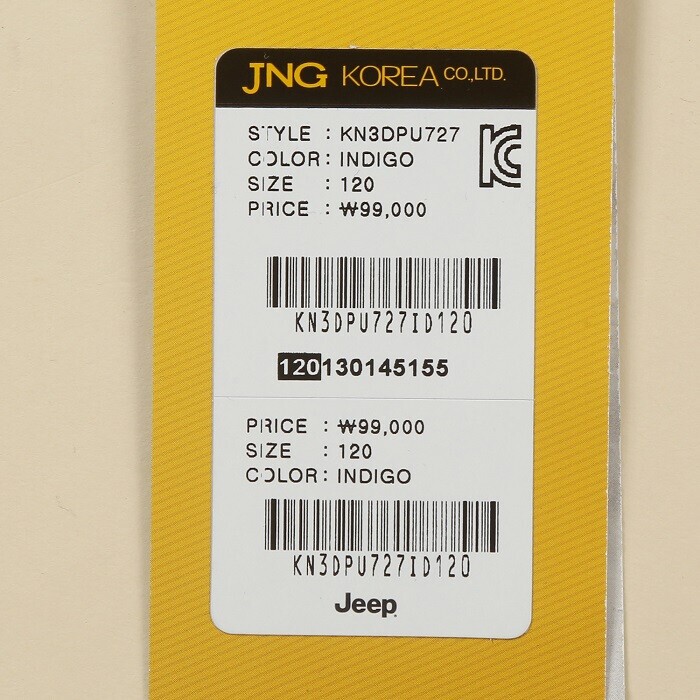 JNG KOREA CO.,LTD.
STYLE : KN3DPU727
COLOR : INDIGO
SIZE : 120
PRICE : ₩99,000
KC
KN3DPU727ID120
120130145155
PRICE : ₩99,000
SIZE : 120
COLOR : INDIGO
KN3DPU727ID120
Jeep